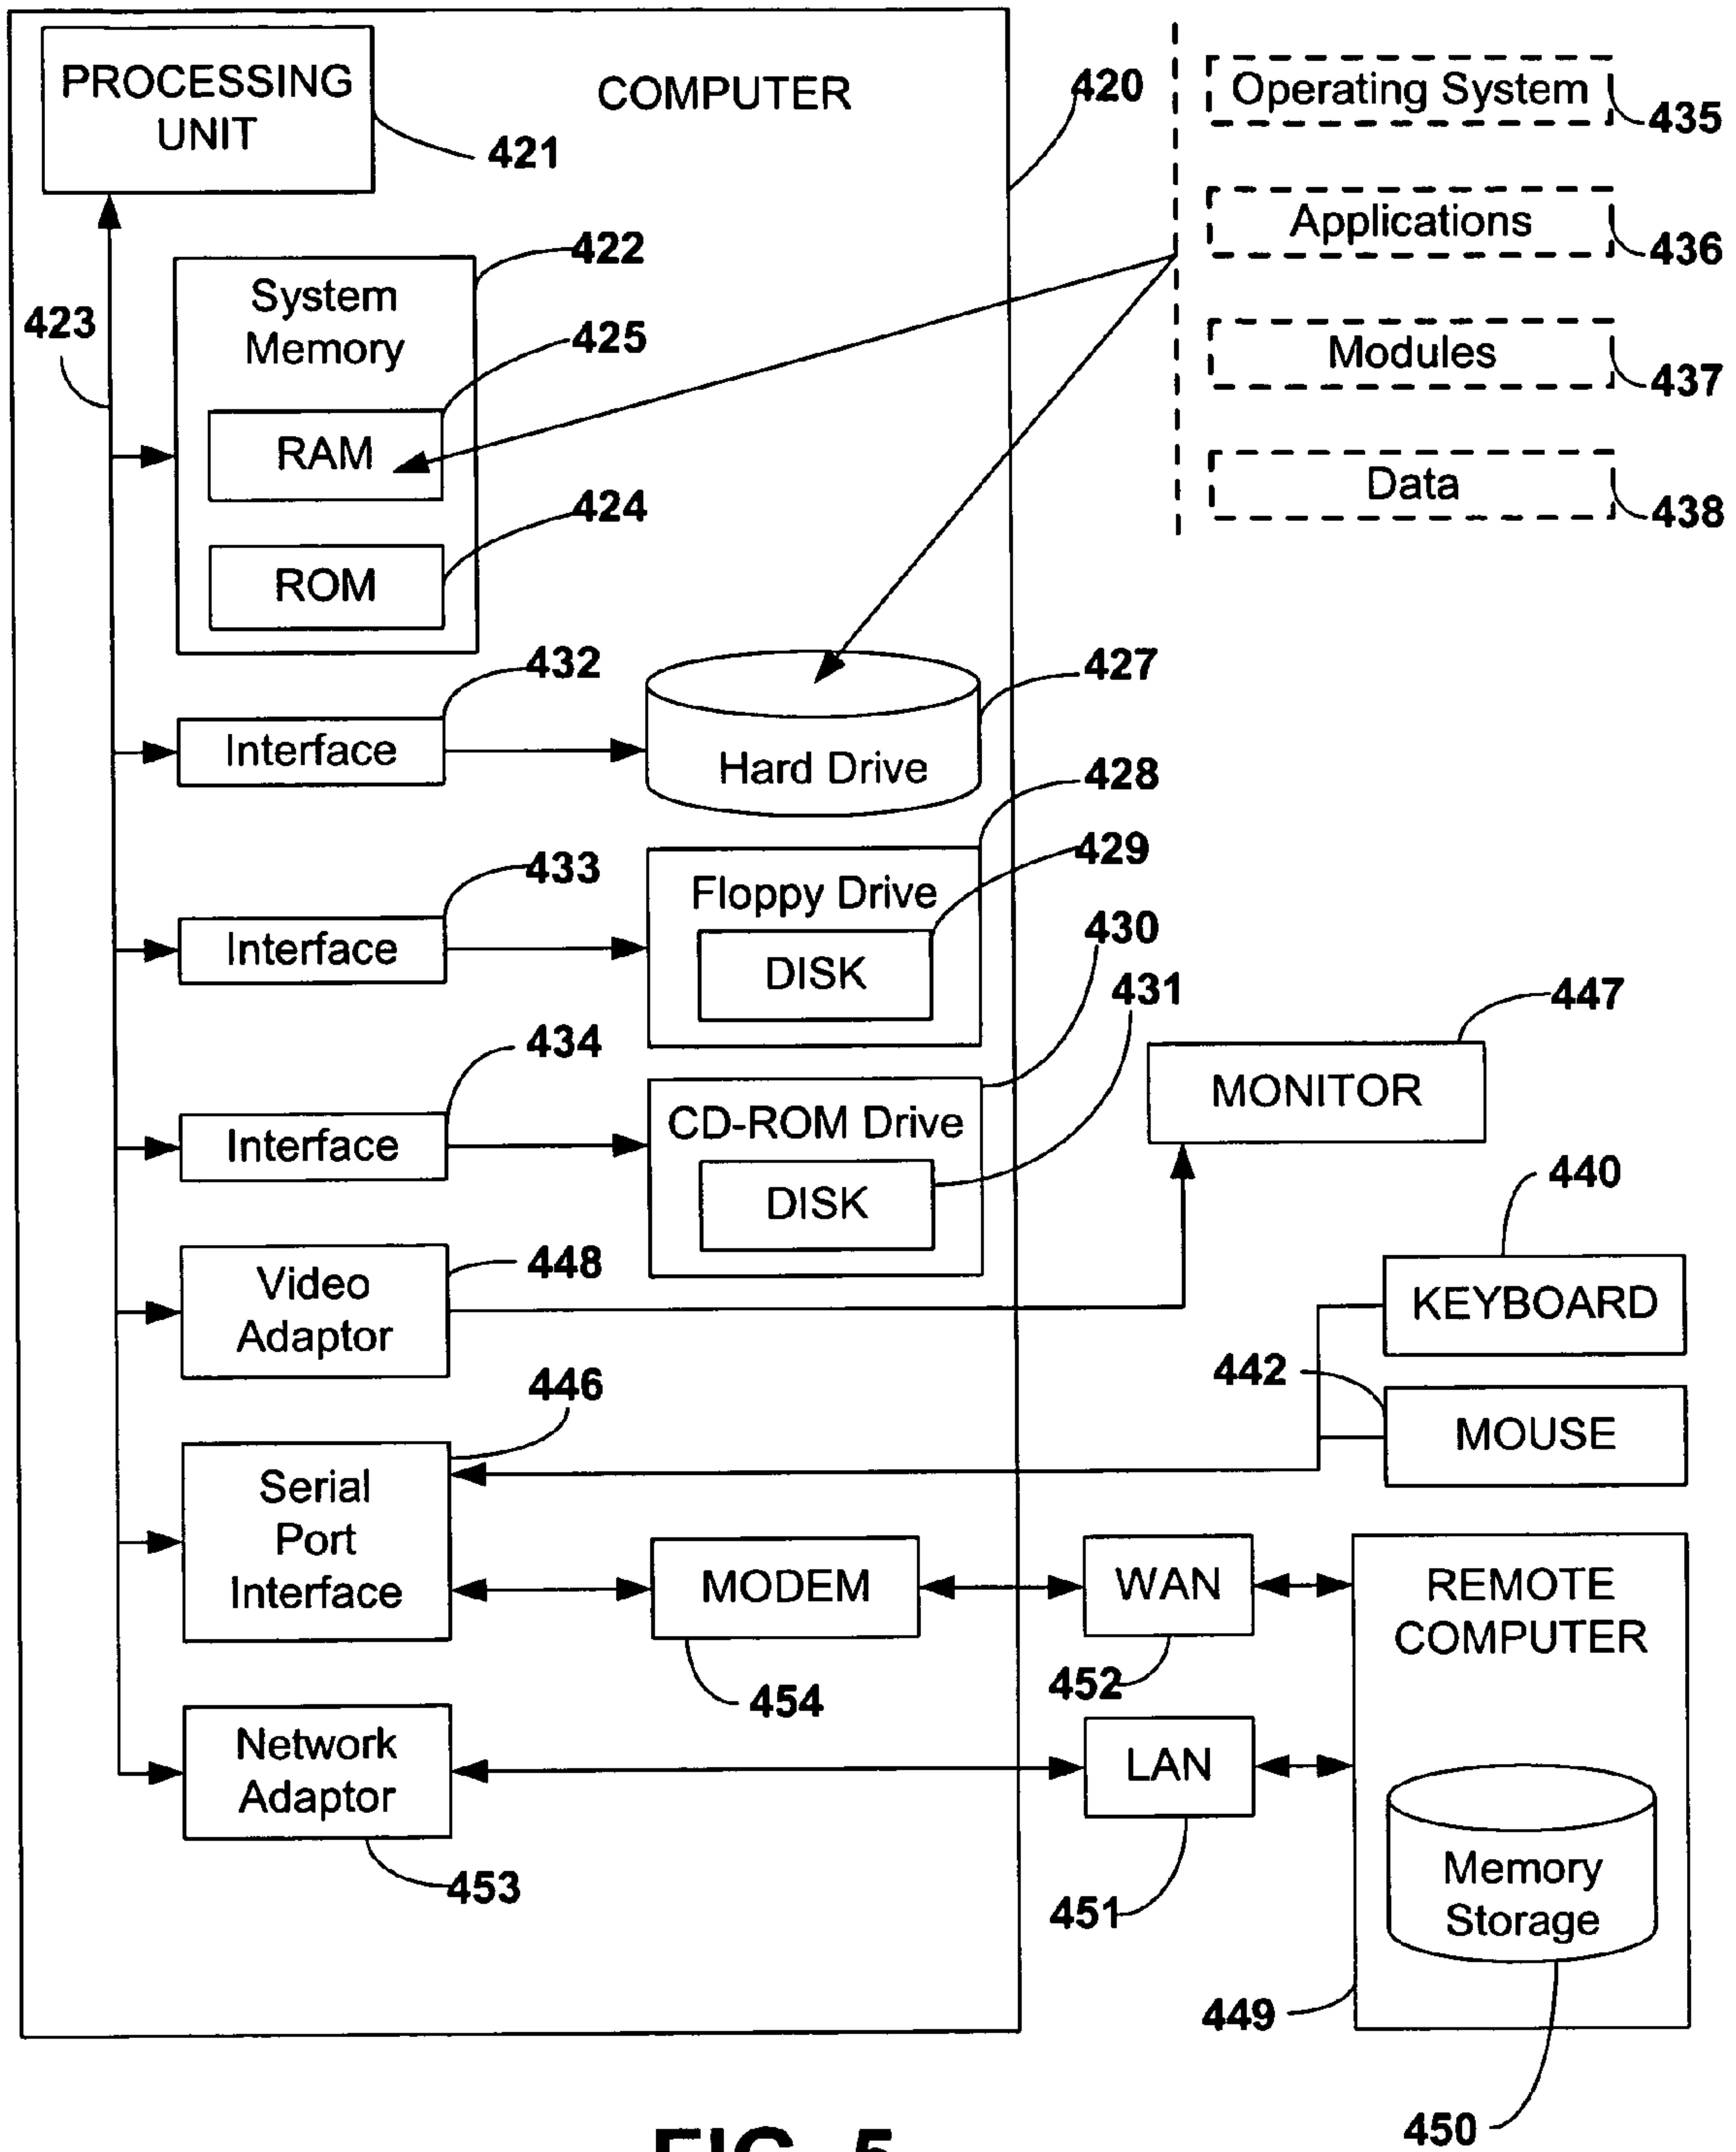 PROCESSING
UNIT
421
COMPUTER
420
Operating System
435
Applications
436
Modules
437
Data
438
422
System
Memory
423
425
RAM
424
ROM
432
Interface
427
Hard Drive
428
433
Interface
429
Floppy Drive
DISK
430
431
434
Interface
CD-ROM Drive
DISK
447
MONITOR
440
KEYBOARD
448
Video
Adaptor
442
MOUSE
446
Serial
Port
Interface
MODEM
454
WAN
452
REMOTE
COMPUTER
Network
Adaptor
453
LAN
451
Memory
Storage
449
450
FIG. 5